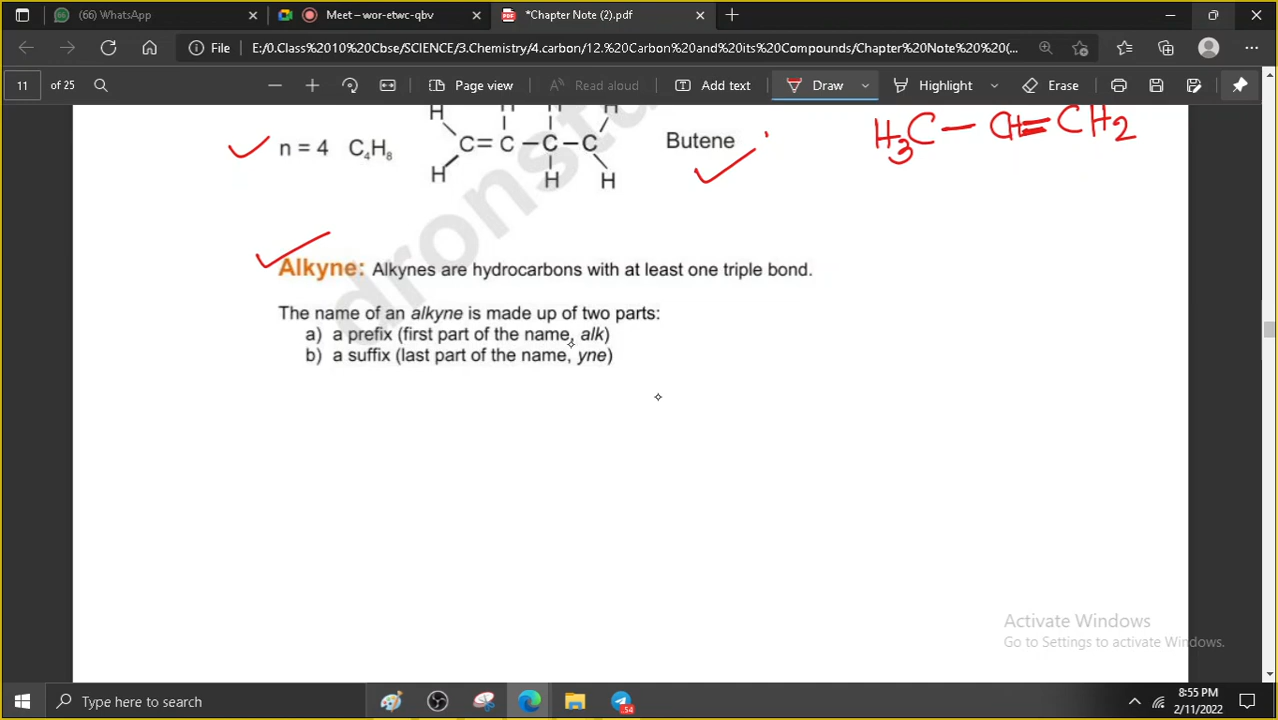 (66) WhatsApp
Meet – wor-etwc-qbv
*Chapter Note (2).pdf
File
E:/0.Class%2010%20Cbse/SCIENCE/3.Chemistry/4.carbon/12.%20Carbon%20and%20its%20Compounds/Chapter%20Note%20%20(...
11 of 25
Page view
Read aloud
Add text
Draw
Highlight
Erase
H H H H
C = C – C – C
H H H
n = 4 C₄H₈
Butene
H₃C — CH = CH₂
dronst
Alkyne: Alkynes are hydrocarbons with at least one triple bond.
The name of an alkyne is made up of two parts:
a) a prefix (first part of the name, alk)
b) a suffix (last part of the name, yne)
Activate Windows
Go to Settings to activate Windows.
Type here to search
54
8:55 PM
2/11/2022